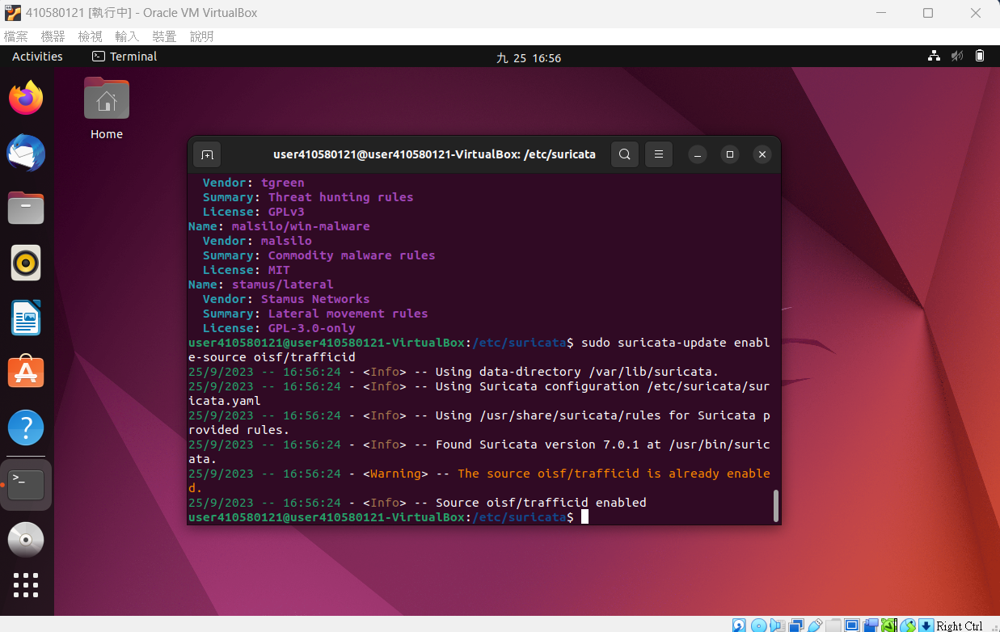 410580121 [執行中] - Oracle VM VirtualBox
檔案 機器 檢視 輸入 裝置 說明
Activities Terminal 九 25 16:56
Home
user410580121@user410580121-VirtualBox: /etc/suricata
Vendor: tgreen
Summary: Threat hunting rules
License: GPLv3
Name: malsilo/win-malware
Vendor: malsilo
Summary: Commodity malware rules
License: MIT
Name: stamus/lateral
Vendor: Stamus Networks
Summary: Lateral movement rules
License: GPL-3.0-only
user410580121@user410580121-VirtualBox:/etc/suricata$ sudo suricata-update enabl
e-source oisf/trafficid
25/9/2023 -- 16:56:24 - <Info> -- Using data-directory /var/lib/suricata.
25/9/2023 -- 16:56:24 - <Info> -- Using Suricata configuration /etc/suricata/sur
icata.yaml
25/9/2023 -- 16:56:24 - <Info> -- Using /usr/share/suricata/rules for Suricata p
rovided rules.
25/9/2023 -- 16:56:24 - <Info> -- Found Suricata version 7.0.1 at /usr/bin/suric
ata.
25/9/2023 -- 16:56:24 - <Warning> -- The source oisf/trafficid is already enable
d.
25/9/2023 -- 16:56:24 - <Info> -- Source oisf/trafficid enabled
user410580121@user410580121-VirtualBox:/etc/suricata$
Right Ctrl